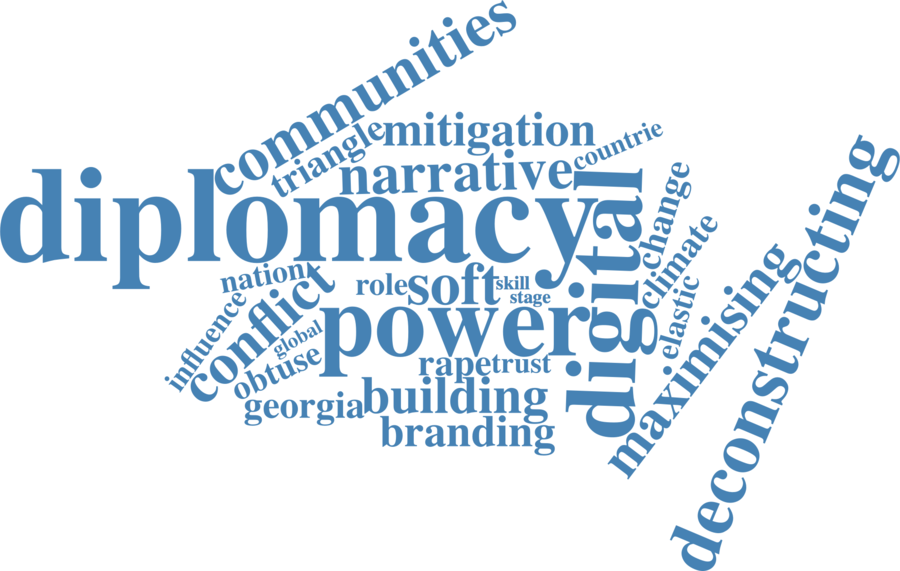 communities
triangle
mitigation
countrie
narrative
diplomacy
digital
change
climate
elastic
maximising
deconstructing
nation
conflict
influence
global
obtuse
role
soft
skill
stage
power
rape
trust
georgia
building
branding